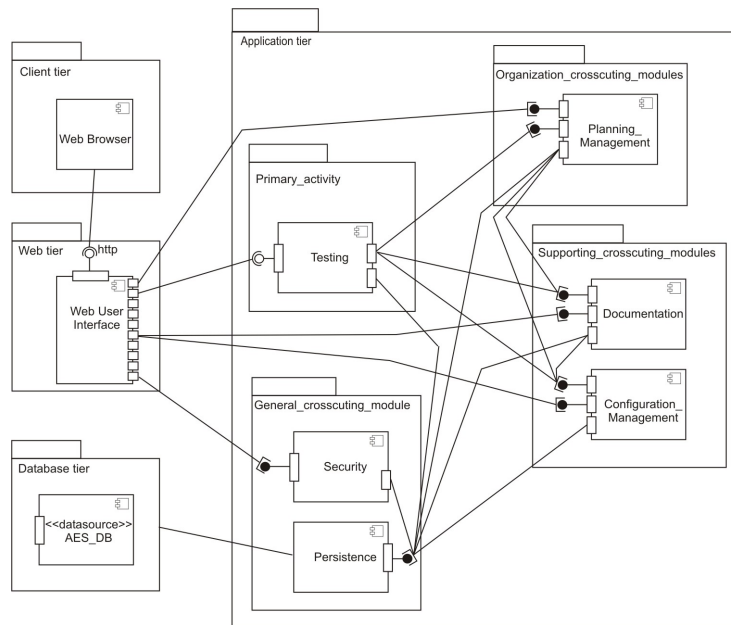 Application tier
Client tier
Web Browser
Organization_crosscuting_modules
Planning_
Management
Primary_activity
Testing
Web tier
http
Web User
Interface
Supporting_crosscuting_modules
Documentation
Configuration_
Management
General_crosscuting_module
Security
Persistence
Database tier
<<datasource>>
AES_DB